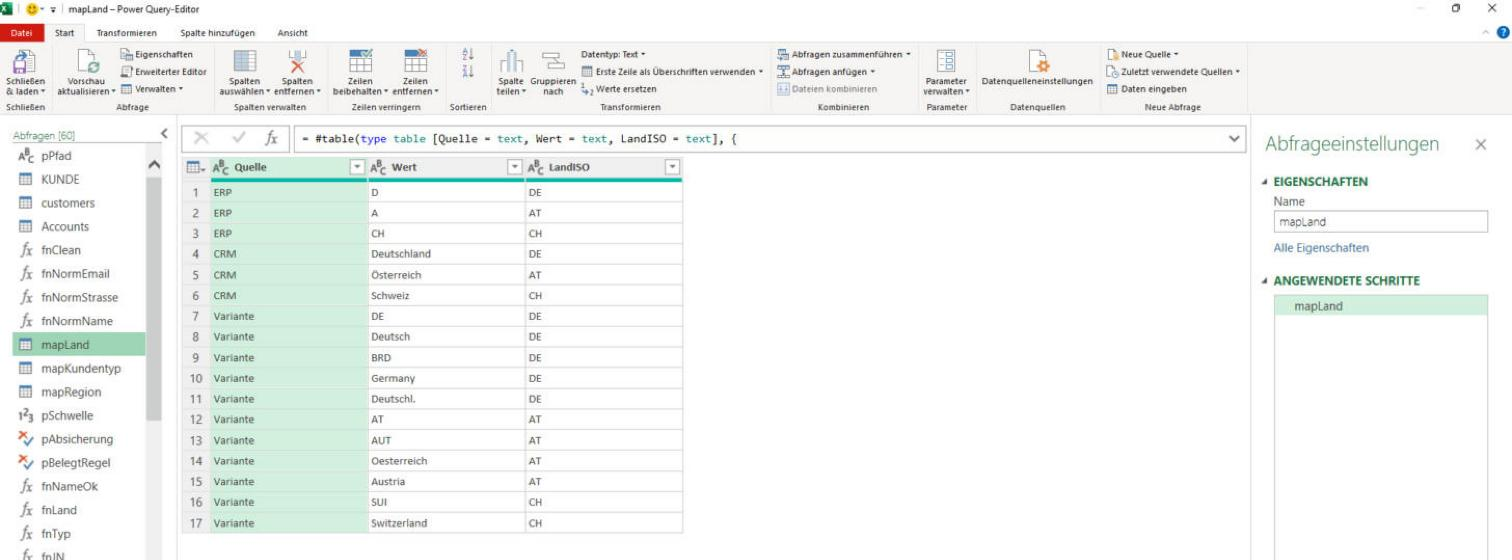 mapLand – Power Query-Editor
Datei Start Transformieren Spalte hinzufügen Ansicht
Schließen & laden
Schließen
Vorschau aktualisieren
Eigenschaften
Erweiterter Editor
Verwalten
Abfrage
Spalten auswählen
Spalten entfernen
Spalten verwalten
Zeilen beibehalten
Zeilen entfernen
Zeilen verringern
Sortieren
Spalte teilen
Gruppieren nach
Datentyp: Text
Erste Zeile als Überschriften verwenden
Werte ersetzen
Transformieren
Abfragen zusammenführen
Abfragen anfügen
Dateien kombinieren
Kombinieren
Parameter verwalten
Parameter
Datenquelleneinstellungen
Datenquellen
Neue Quelle
Zuletzt verwendete Quellen
Daten eingeben
Neue Abfrage
Abfragen [60]
pPfad
KUNDE
customers
Accounts
fnClean
fnNormEmail
fnNormStrasse
fnNormName
mapLand
mapKundentyp
mapRegion
pSchwelle
pAbsicherung
pBelegtRegel
fnNameOk
fnLand
fnTyp
fnJN
= #table(type table [Quelle = text, Wert = text, LandISO = text], {
Quelle Wert LandISO
1 ERP D DE
2 ERP A AT
3 ERP CH CH
4 CRM Deutschland DE
5 CRM Österreich AT
6 CRM Schweiz CH
7 Variante DE DE
8 Variante Deutsch DE
9 Variante BRD DE
10 Variante Germany DE
11 Variante Deutschl. DE
12 Variante AT AT
13 Variante AUT AT
14 Variante Oesterreich AT
15 Variante Austria AT
16 Variante SUI CH
17 Variante Switzerland CH
Abfrageeinstellungen
EIGENSCHAFTEN
Name
mapLand
Alle Eigenschaften
ANGEWENDETE SCHRITTE
mapLand